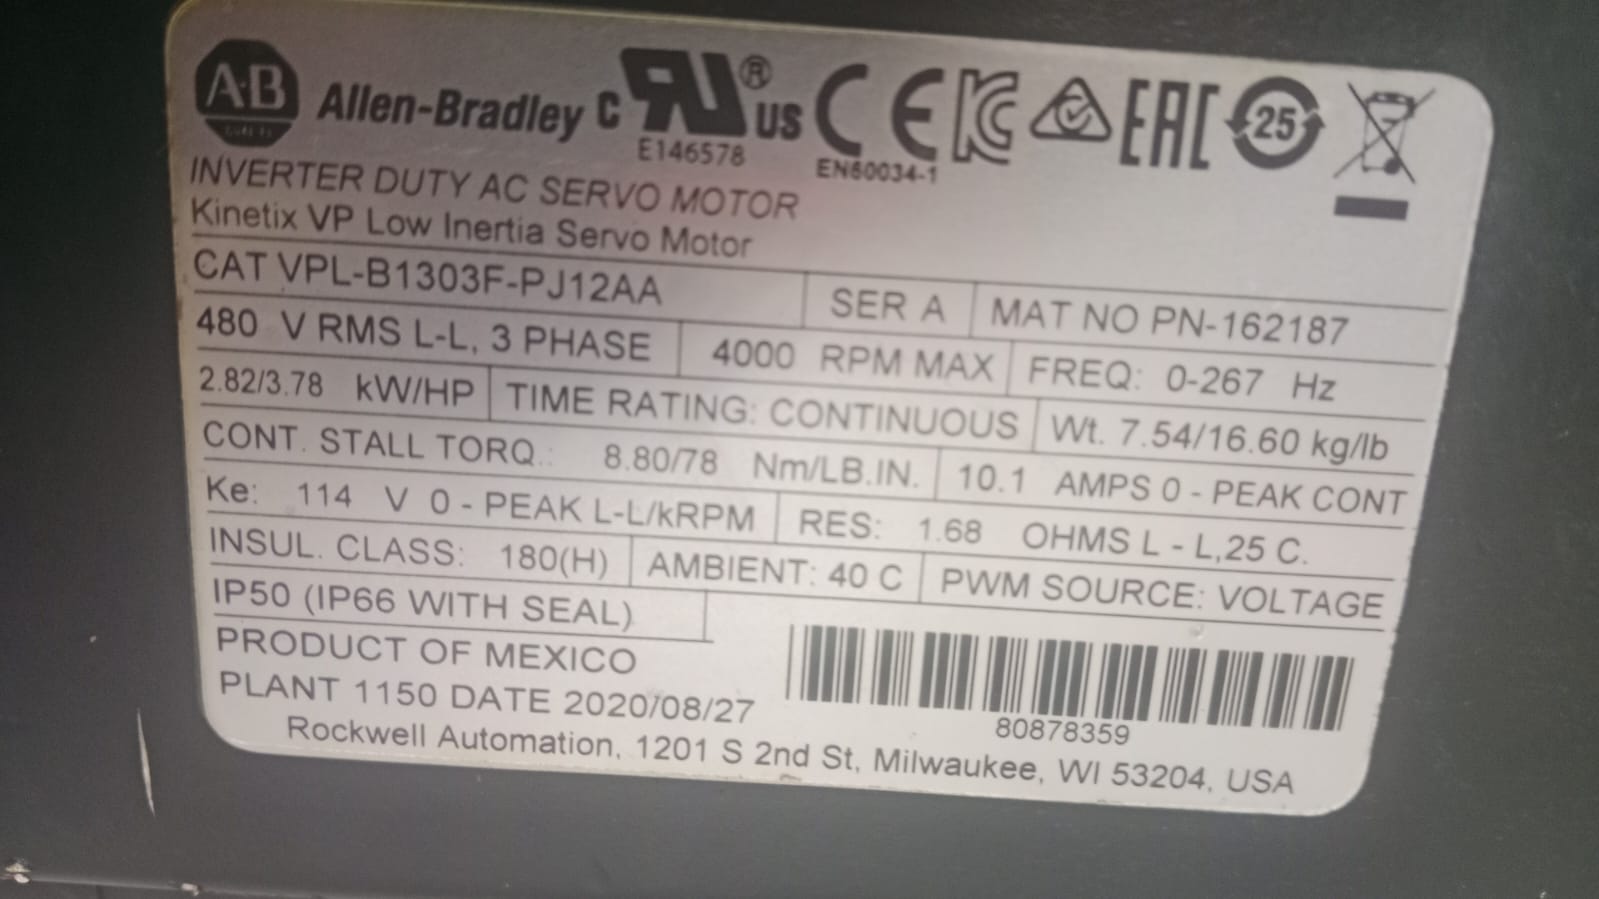 A·B Allen-Bradley C RU® US CE KC EAC 25
E146578 EN60034-1
INVERTER DUTY AC SERVO MOTOR
Kinetix VP Low Inertia Servo Motor
CAT VPL-B1303F-PJ12AA SER A MAT NO PN-162187
480 V RMS L-L, 3 PHASE 4000 RPM MAX FREQ: 0-267 Hz
2.82/3.78 kW/HP TIME RATING: CONTINUOUS Wt. 7.54/16.60 kg/lb
CONT. STALL TORQ.: 8.80/78 Nm/LB.IN. 10.1 AMPS 0 - PEAK CONT
Ke: 114 V 0 - PEAK L-L/kRPM RES: 1.68 OHMS L - L,25 C.
INSUL. CLASS: 180(H) AMBIENT: 40 C PWM SOURCE: VOLTAGE
IP50 (IP66 WITH SEAL)
PRODUCT OF MEXICO
PLANT 1150 DATE 2020/08/27
80878359
Rockwell Automation, 1201 S 2nd St, Milwaukee, WI 53204, USA